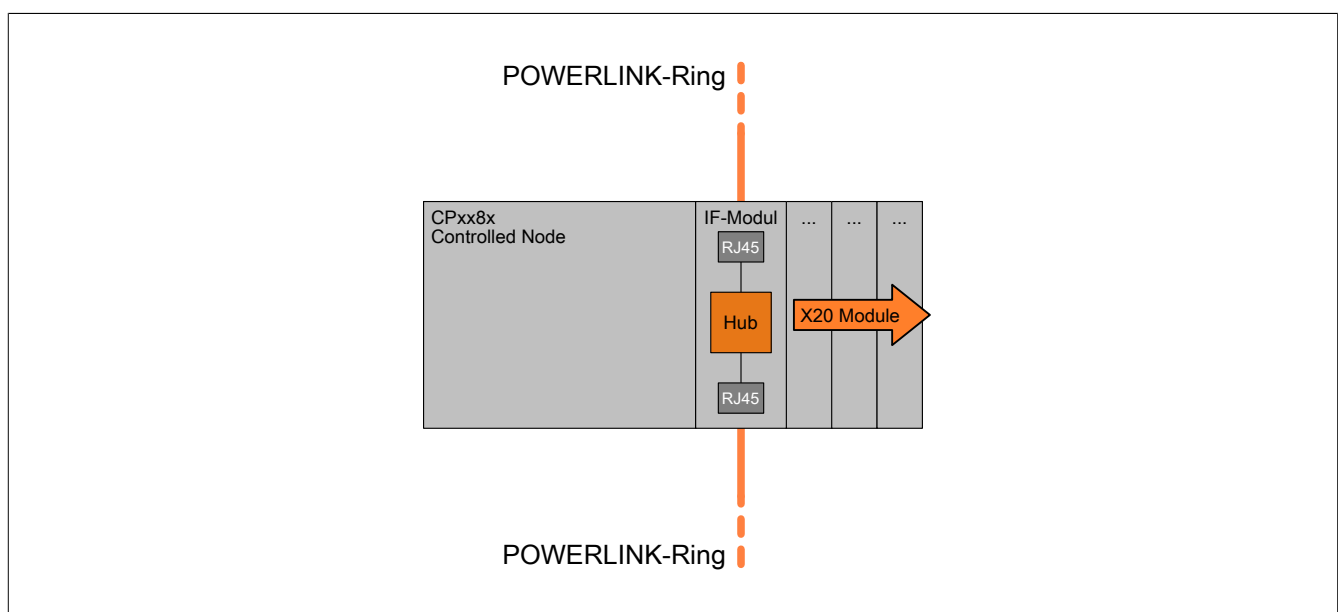 POWERLINK-Ring
CPxx8x
Controlled Node
IF-Modul
...
...
...
RJ45
Hub
X20 Module
RJ45
POWERLINK-Ring